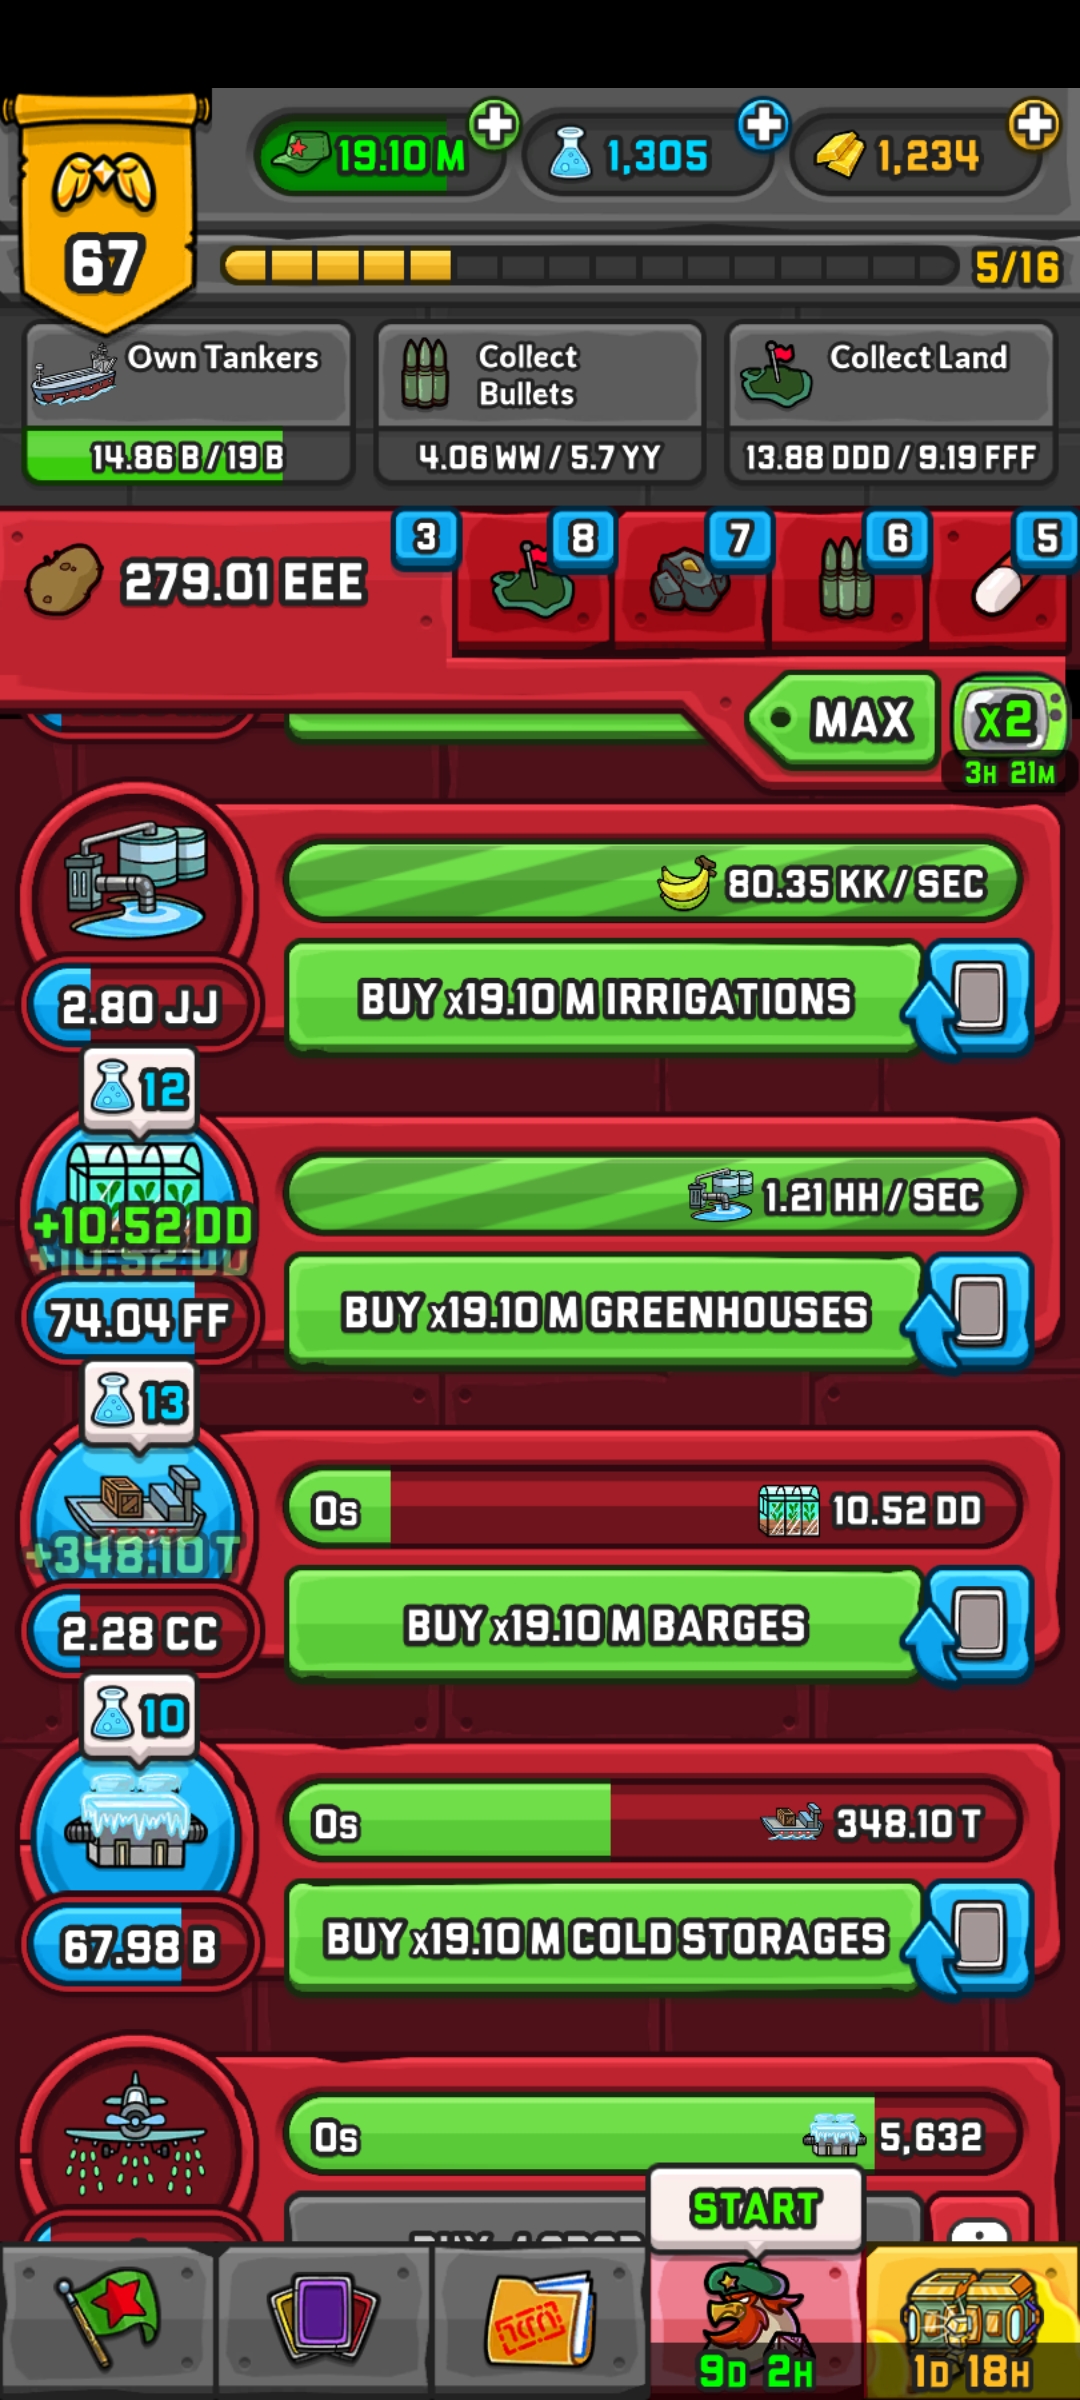 19.10 M
1,305
1,234
67
5/16
Own Tankers
14.86 B / 19 B
Collect
Bullets
4.06 WW / 5.7 YY
Collect Land
13.88 DDD / 9.19 FFF
279.01 EEE
3
8
7
6
5
MAX
x2
3H 21M
80.35 KK / SEC
2.80 JJ
BUY x19.10 M IRRIGATIONS
12
1.21 HH / SEC
+10.52 DD
+10.52 DD
74.04 FF
BUY x19.10 M GREENHOUSES
13
0s
10.52 DD
+348.10 T
2.28 CC
BUY x19.10 M BARGES
10
0s
348.10 T
67.98 B
BUY x19.10 M COLD STORAGES
0s
5,632
START
9D 2H
1D 18H